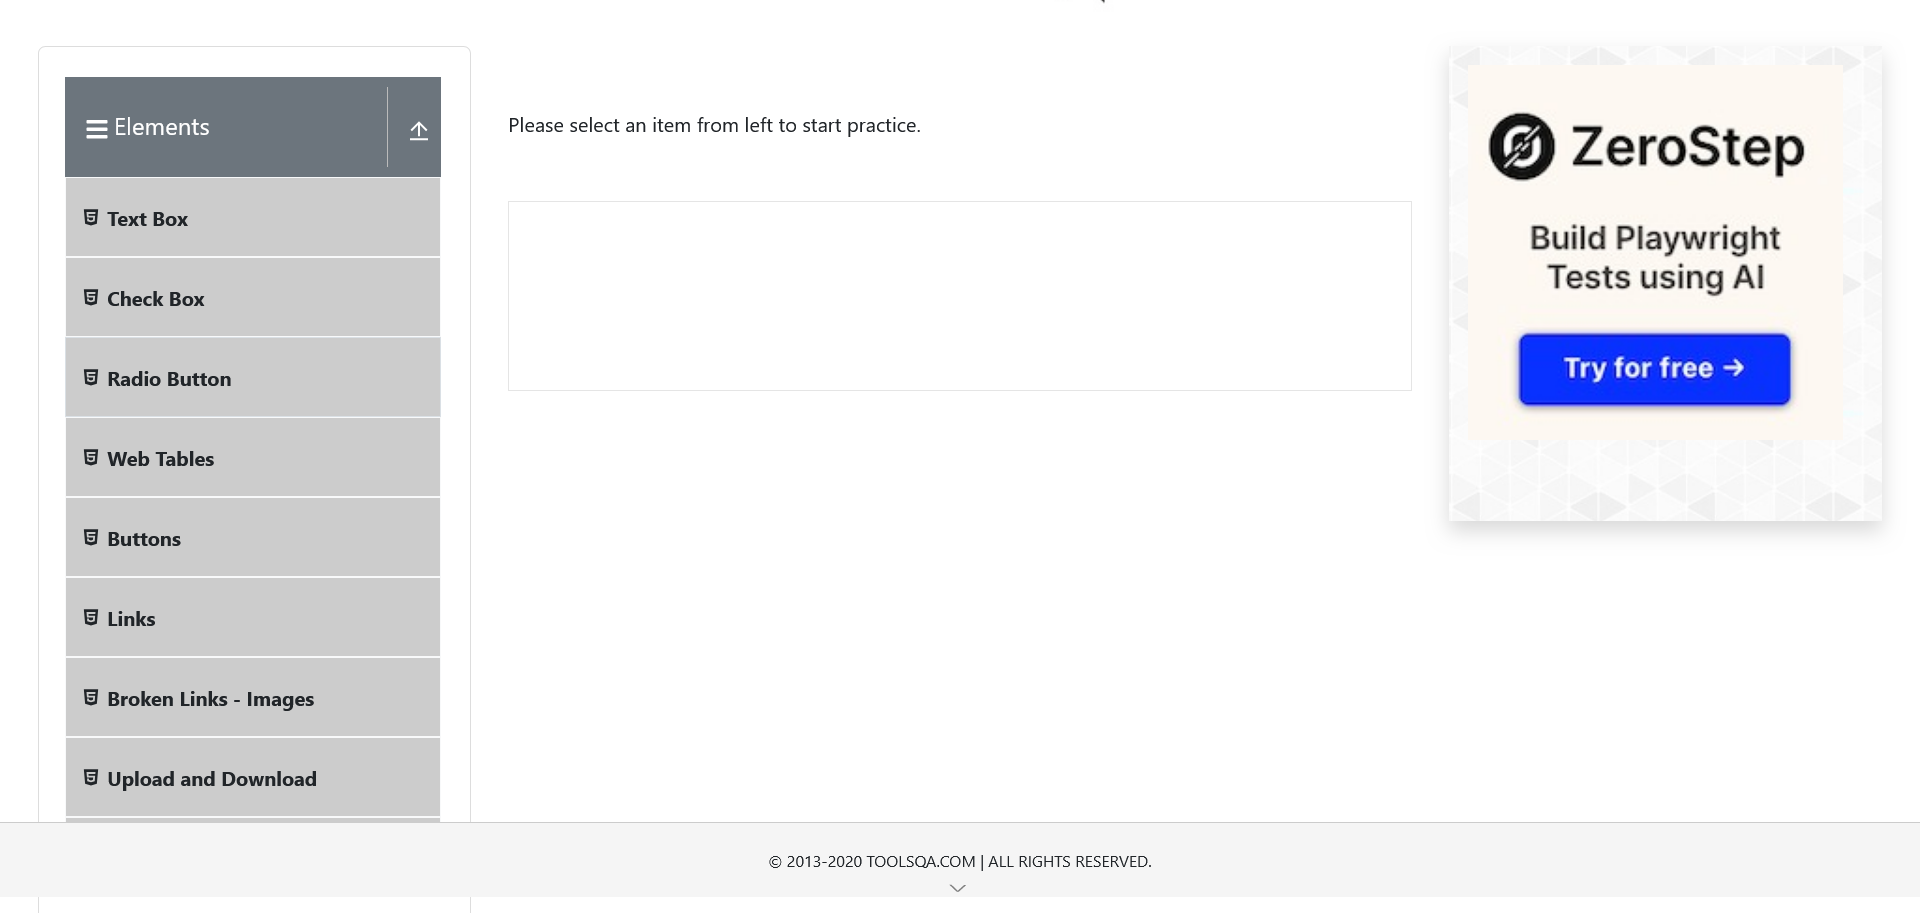 Elements
Text Box
Check Box
Radio Button
Web Tables
Buttons
Links
Broken Links - Images
Upload and Download
Please select an item from left to start practice.
ZeroStep
Build Playwright
Tests using AI
Try for free →
© 2013-2020 TOOLSQA.COM | ALL RIGHTS RESERVED.